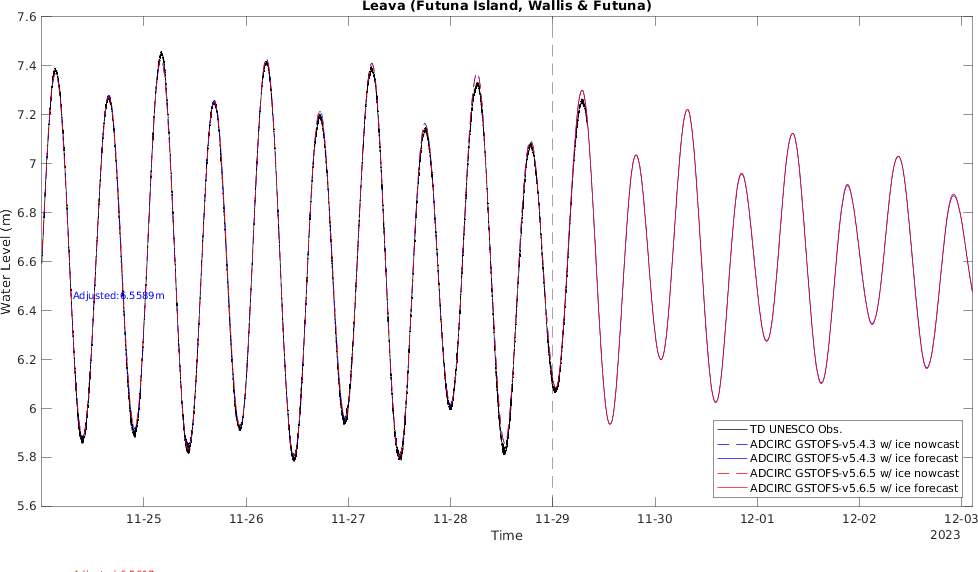 Leava (Futuna Island, Wallis & Futuna)
7.6
7.4
7.2
7
6.8
6.6
6.4
6.2
6
5.8
5.6
Water Level (m)
Adjusted:6.5589m
TD UNESCO Obs.
ADCIRC GSTOFS-v5.4.3 w/ ice nowcast
ADCIRC GSTOFS-v5.4.3 w/ ice forecast
ADCIRC GSTOFS-v5.6.5 w/ ice nowcast
ADCIRC GSTOFS-v5.6.5 w/ ice forecast
11-25 11-26 11-27 11-28 11-29 11-30 12-01 12-02 12-03
2023
Time